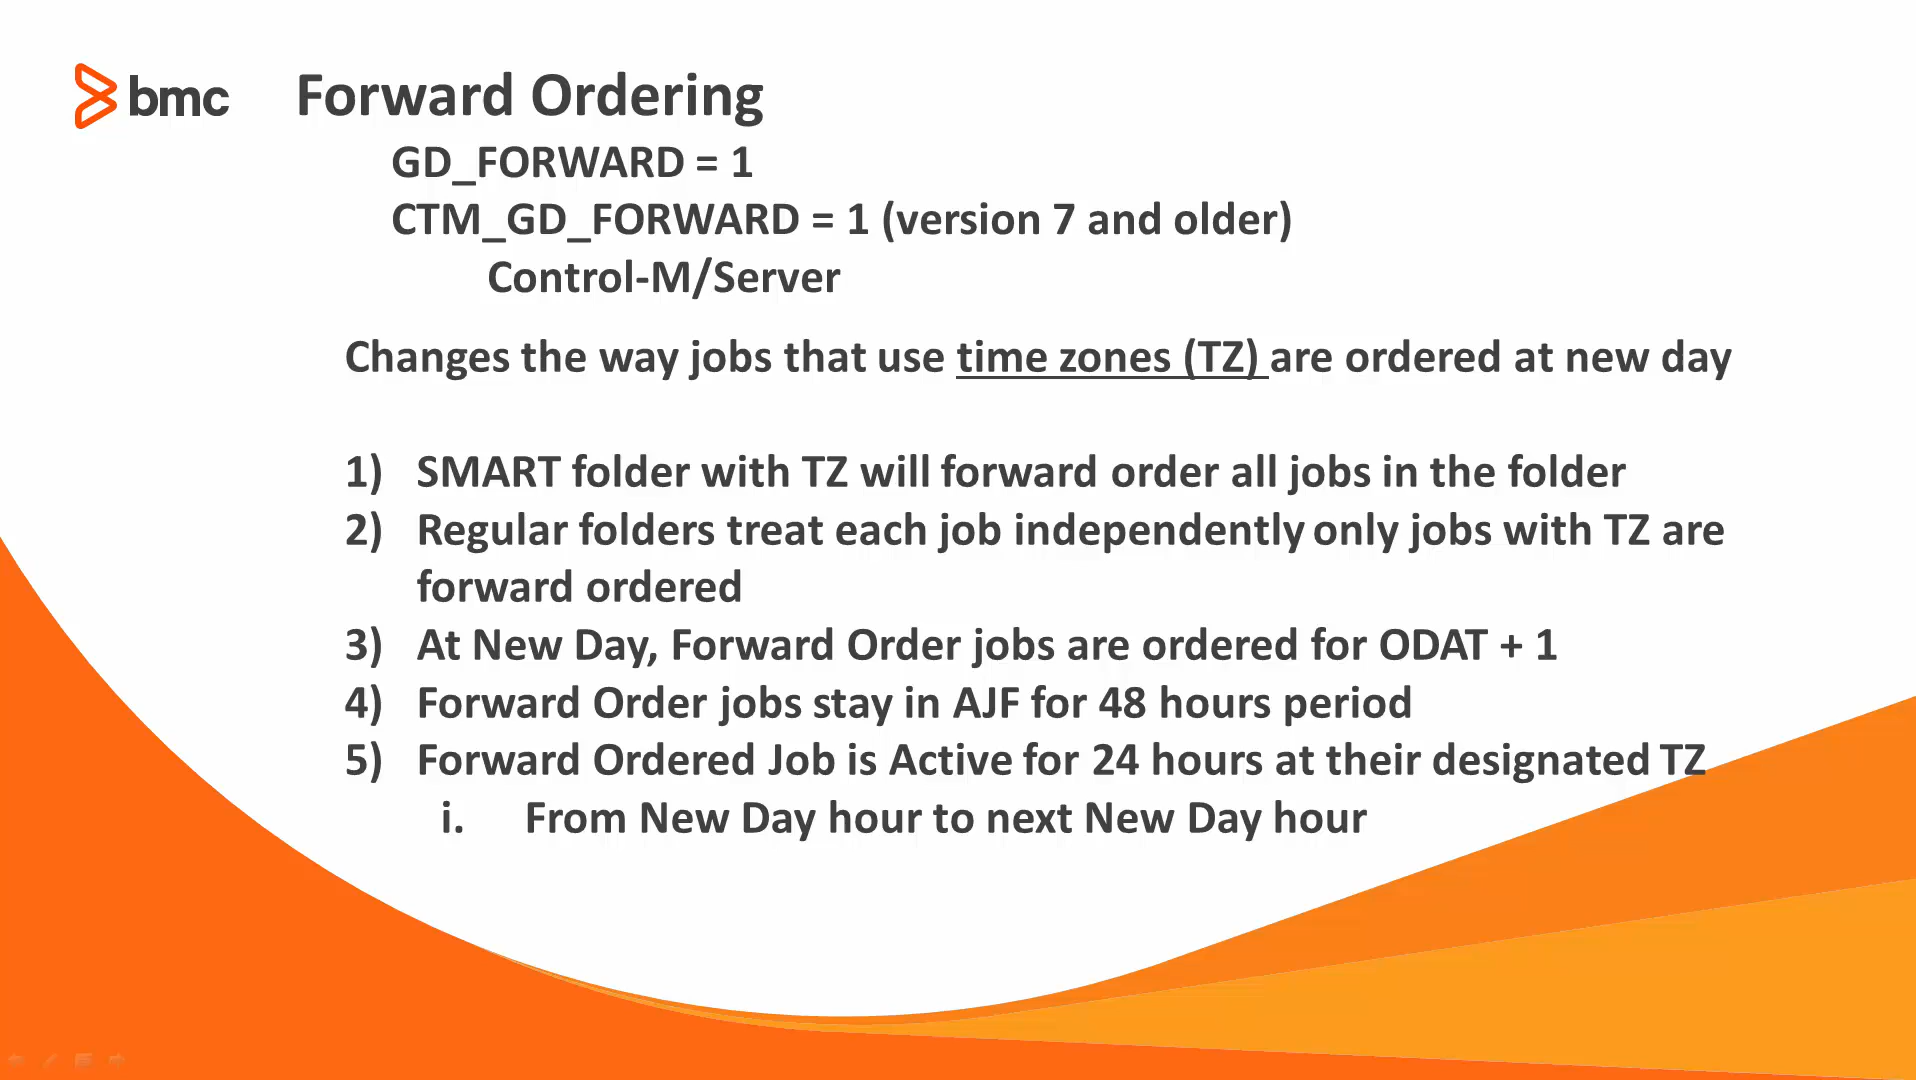 bmc
Forward Ordering
GD_FORWARD = 1
CTM_GD_FORWARD = 1 (version 7 and older)
Control-M/Server
Changes the way jobs that use time zones (TZ) are ordered at new day
1) SMART folder with TZ will forward order all jobs in the folder
2) Regular folders treat each job independently only jobs with TZ are
forward ordered
3) At New Day, Forward Order jobs are ordered for ODAT + 1
4) Forward Order jobs stay in AJF for 48 hours period
5) Forward Ordered Job is Active for 24 hours at their designated TZ
i. From New Day hour to next New Day hour